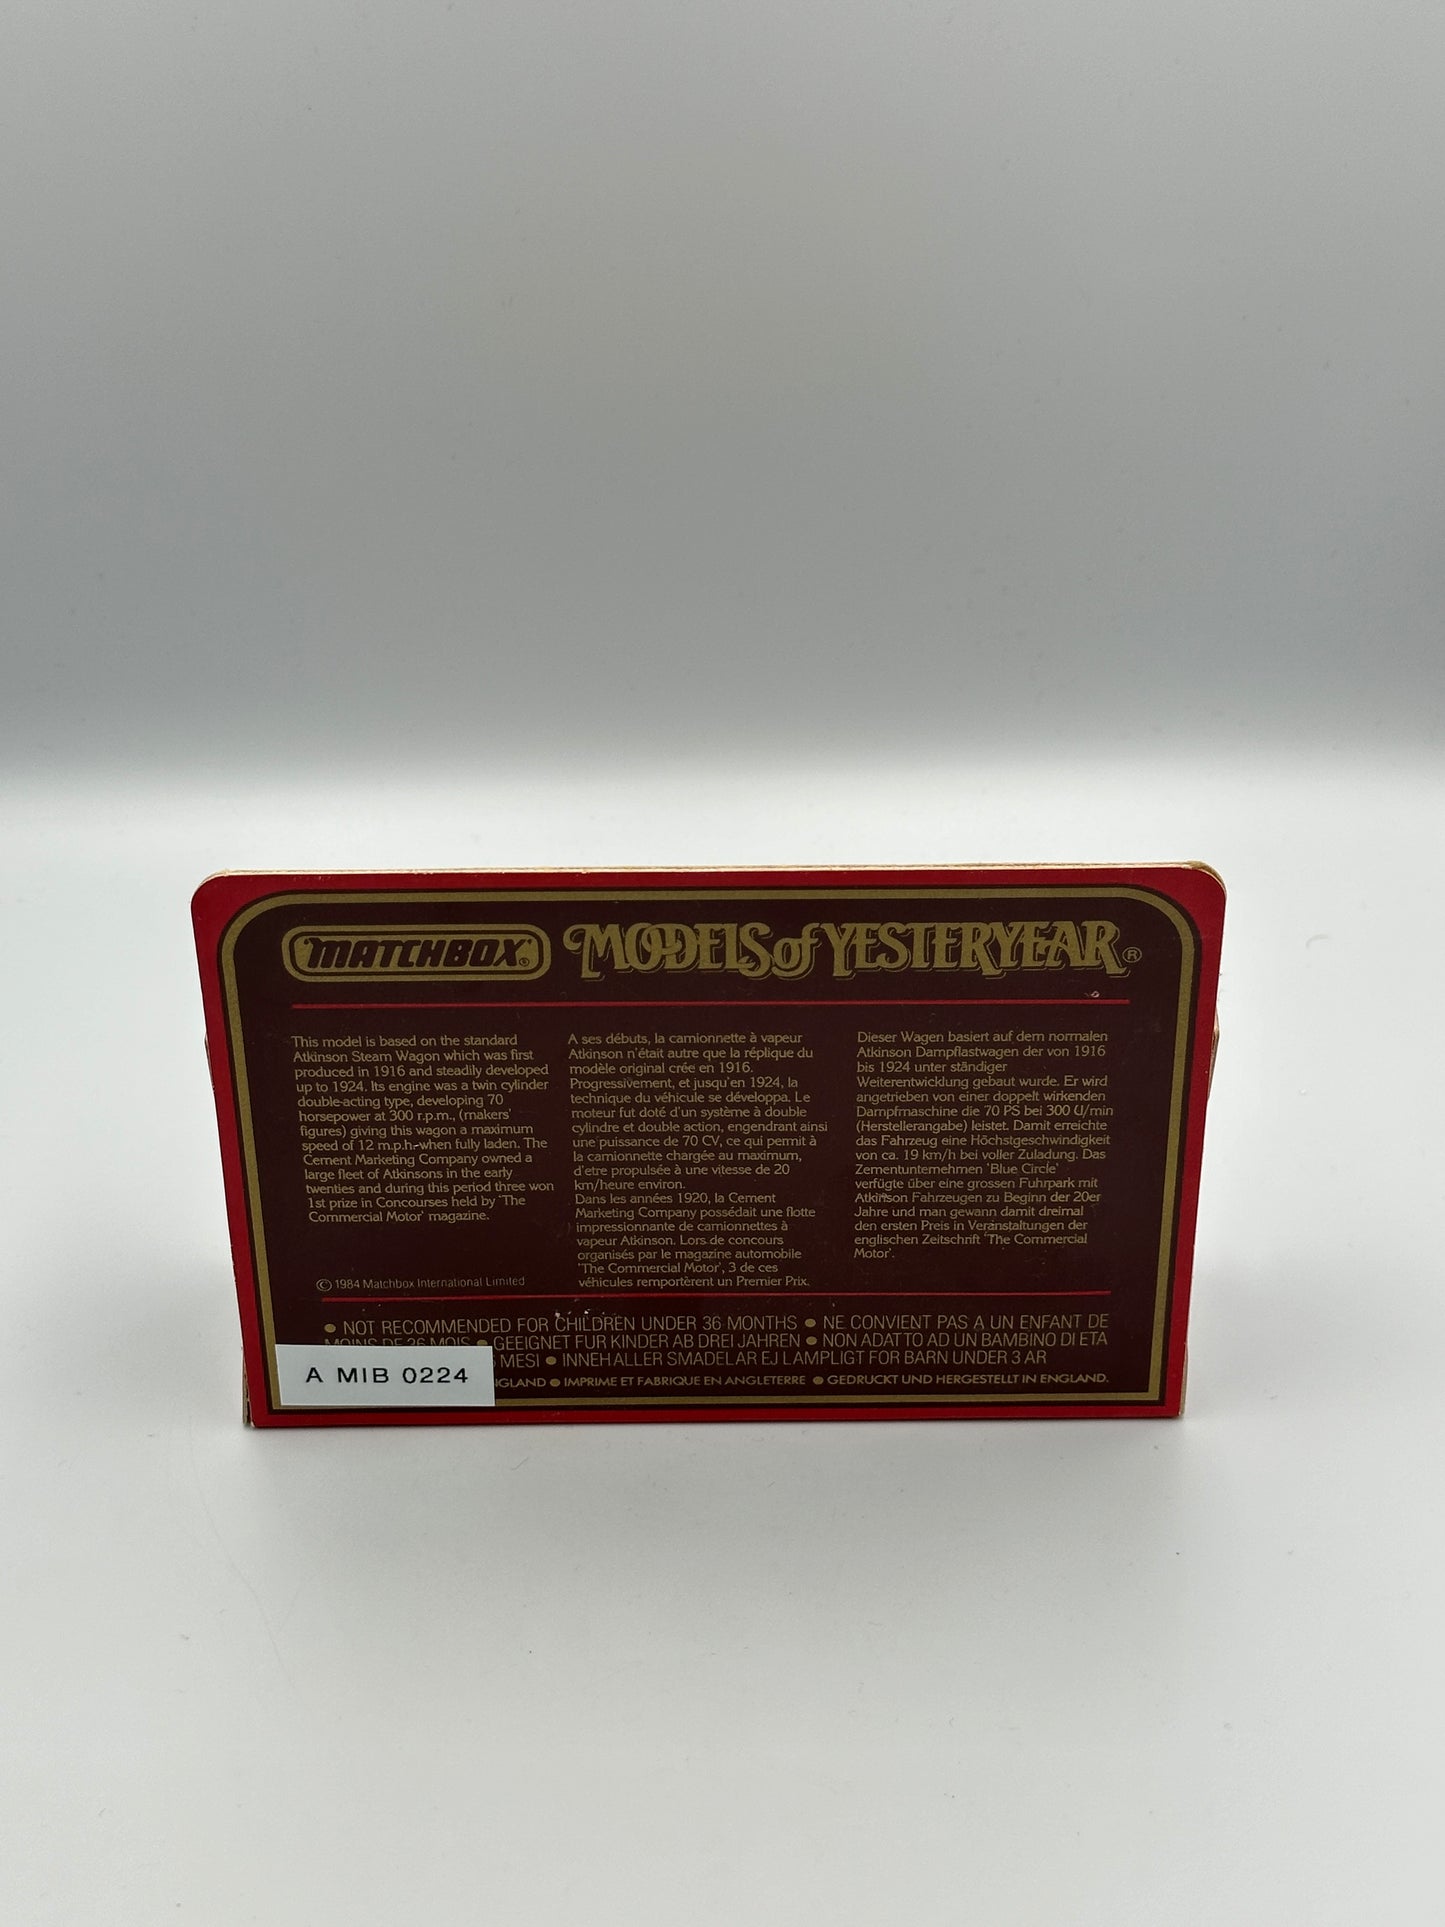 MATCHBOX® MODELS of YESTERYEAR®
This model is based on the standard
Atkinson Steam Wagon which was first
produced in 1916 and steadily developed
up to 1924. Its engine was a twin cylinder
double-acting type, developing 70
horsepower at 300 r.p.m., (makers'
figures) giving this wagon a maximum
speed of 12 m.p.h.-when fully laden. The
Cement Marketing Company owned a
large fleet of Atkinsons in the early
twenties and during this period three won
1st prize in Concourses held by 'The
Commercial Motor' magazine.
© 1984 Matchbox International Limited
A ses débuts, la camionnette à vapeur
Atkinson n'était autre que la réplique du
modèle original crée en 1916.
Progressivement, et jusqu'en 1924, la
technique du véhicule se développa. Le
moteur fut doté d'un système à double
cylindre et double action, engendrant ainsi
une puissance de 70 CV, ce qui permit à
la camionnette chargée au maximum,
d'etre propulsée à une vitesse de 20
km/heure environ.
Dans les années 1920, la Cement
Marketing Company possédait une flotte
impressionnante de camionnettes à
vapeur Atkinson. Lors de concours
organisés par le magazine automobile
'The Commercial Motor', 3 de ces
véhicules remportèrent un Premier Prix.
Dieser Wagen basiert auf dem normalen
Atkinson Dampflastwagen der von 1916
bis 1924 unter ständiger
Weiterentwicklung gebaut wurde. Er wird
angetrieben von einer doppelt wirkenden
Dampfmaschine die 70 PS bei 300 U/min
(Herstellerangabe) leistet. Damit erreichte
das Fahrzeug eine Höchstgeschwindigkeit
von ca. 19 km/h bei voller Zuladung. Das
Zementunternehmen 'Blue Circle'
verfügte über eine grossen Fuhrpark mit
Atkinson Fahrzeugen zu Beginn der 20er
Jahre und man gewann damit dreimal
den ersten Preis in Veranstaltungen der
englischen Zeitschrift 'The Commercial
Motor'.
● NOT RECOMMENDED FOR CHILDREN UNDER 36 MONTHS ● NE CONVIENT PAS A UN ENFANT DE
MOINS DE 36 MOIS ● GEEIGNET FUR KINDER AB DREI JAHREN ● NON ADATTO AD UN BAMBINO DI ETA
MESI ● INNEHALLER SMADELAR EJ LAMPLIGT FOR BARN UNDER 3 AR
NGLAND ● IMPRIME ET FABRIQUE EN ANGLETERRE ● GEDRUCKT UND HERGESTELLT IN ENGLAND.
A MIB 0224